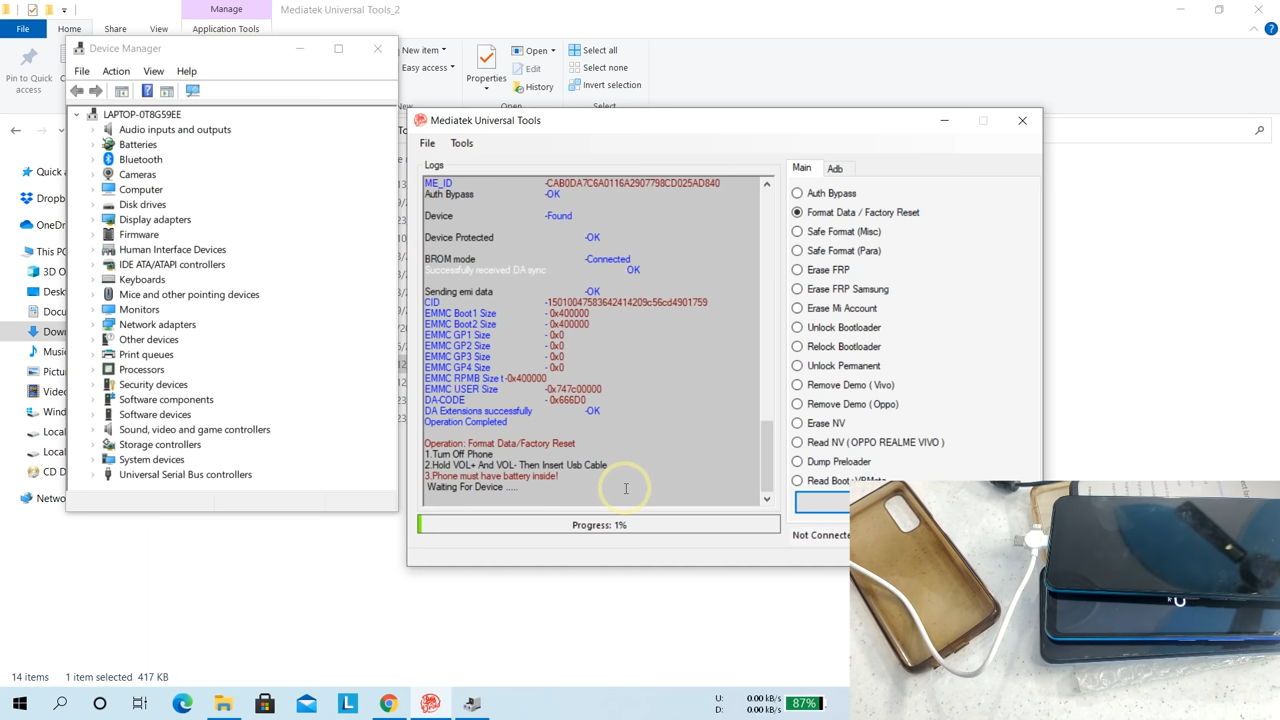 Manage
Mediatek Universal Tools_2
File
Home
Share
View
Application Tools
Pin to Quick access
New item
Easy access
Properties
Open
Edit
History
Open
Select all
Select none
Invert selection
Select
Device Manager
File
Action
View
Help
LAPTOP-0T8G59EE
Audio inputs and outputs
Batteries
Bluetooth
Cameras
Computer
Disk drives
Display adapters
Firmware
Human Interface Devices
IDE ATA/ATAPI controllers
Keyboards
Mice and other pointing devices
Monitors
Network adapters
Other devices
Print queues
Processors
Security devices
Software components
Software devices
Sound, video and game controllers
Storage controllers
System devices
Universal Serial Bus controllers
Mediatek Universal Tools
File
Tools
Logs
ME_ID -CAB0DA7C6A0116A2907798CD025AD840
Auth Bypass -OK
Device -Found
Device Protected -OK
BROM mode -Connected
Successfully received DA sync OK
Sending emi data -OK
CID -15010047583642414209c56cd4901759
EMMC Boot1 Size - 0x400000
EMMC Boot2 Size - 0x400000
EMMC GP1 Size - 0x0
EMMC GP2 Size - 0x0
EMMC GP3 Size - 0x0
EMMC GP4 Size - 0x0
EMMC RPMB Size t -0x400000
EMMC USER Size -0x747c00000
DA-CODE - 0x666D0
DA Extensions successfully -OK
Operation Completed
Operation: Format Data/Factory Reset
1.Turn Off Phone
2.Hold VOL+ And VOL- Then Insert Usb Cable
3.Phone must have battery inside!
Waiting For Device .....
Progress: 1%
Main
Adb
Auth Bypass
Format Data / Factory Reset
Safe Format (Misc)
Safe Format (Para)
Erase FRP
Erase FRP Samsung
Erase Mi Account
Unlock Bootloader
Relock Bootloader
Unlock Permanent
Remove Demo ( Vivo)
Remove Demo ( Oppo)
Erase NV
Read NV ( OPPO REALME VIVO )
Dump Preloader
Not Connecte
Quick
Dropb
OneDri
This PC
3D O
Desk
Docu
Down
Music
Pictur
Video
Wind
Local
Local
Netwo
14 items
1 item selected
417 KB
U: 0.00 kB/s
D: 0.00 kB/s
87%